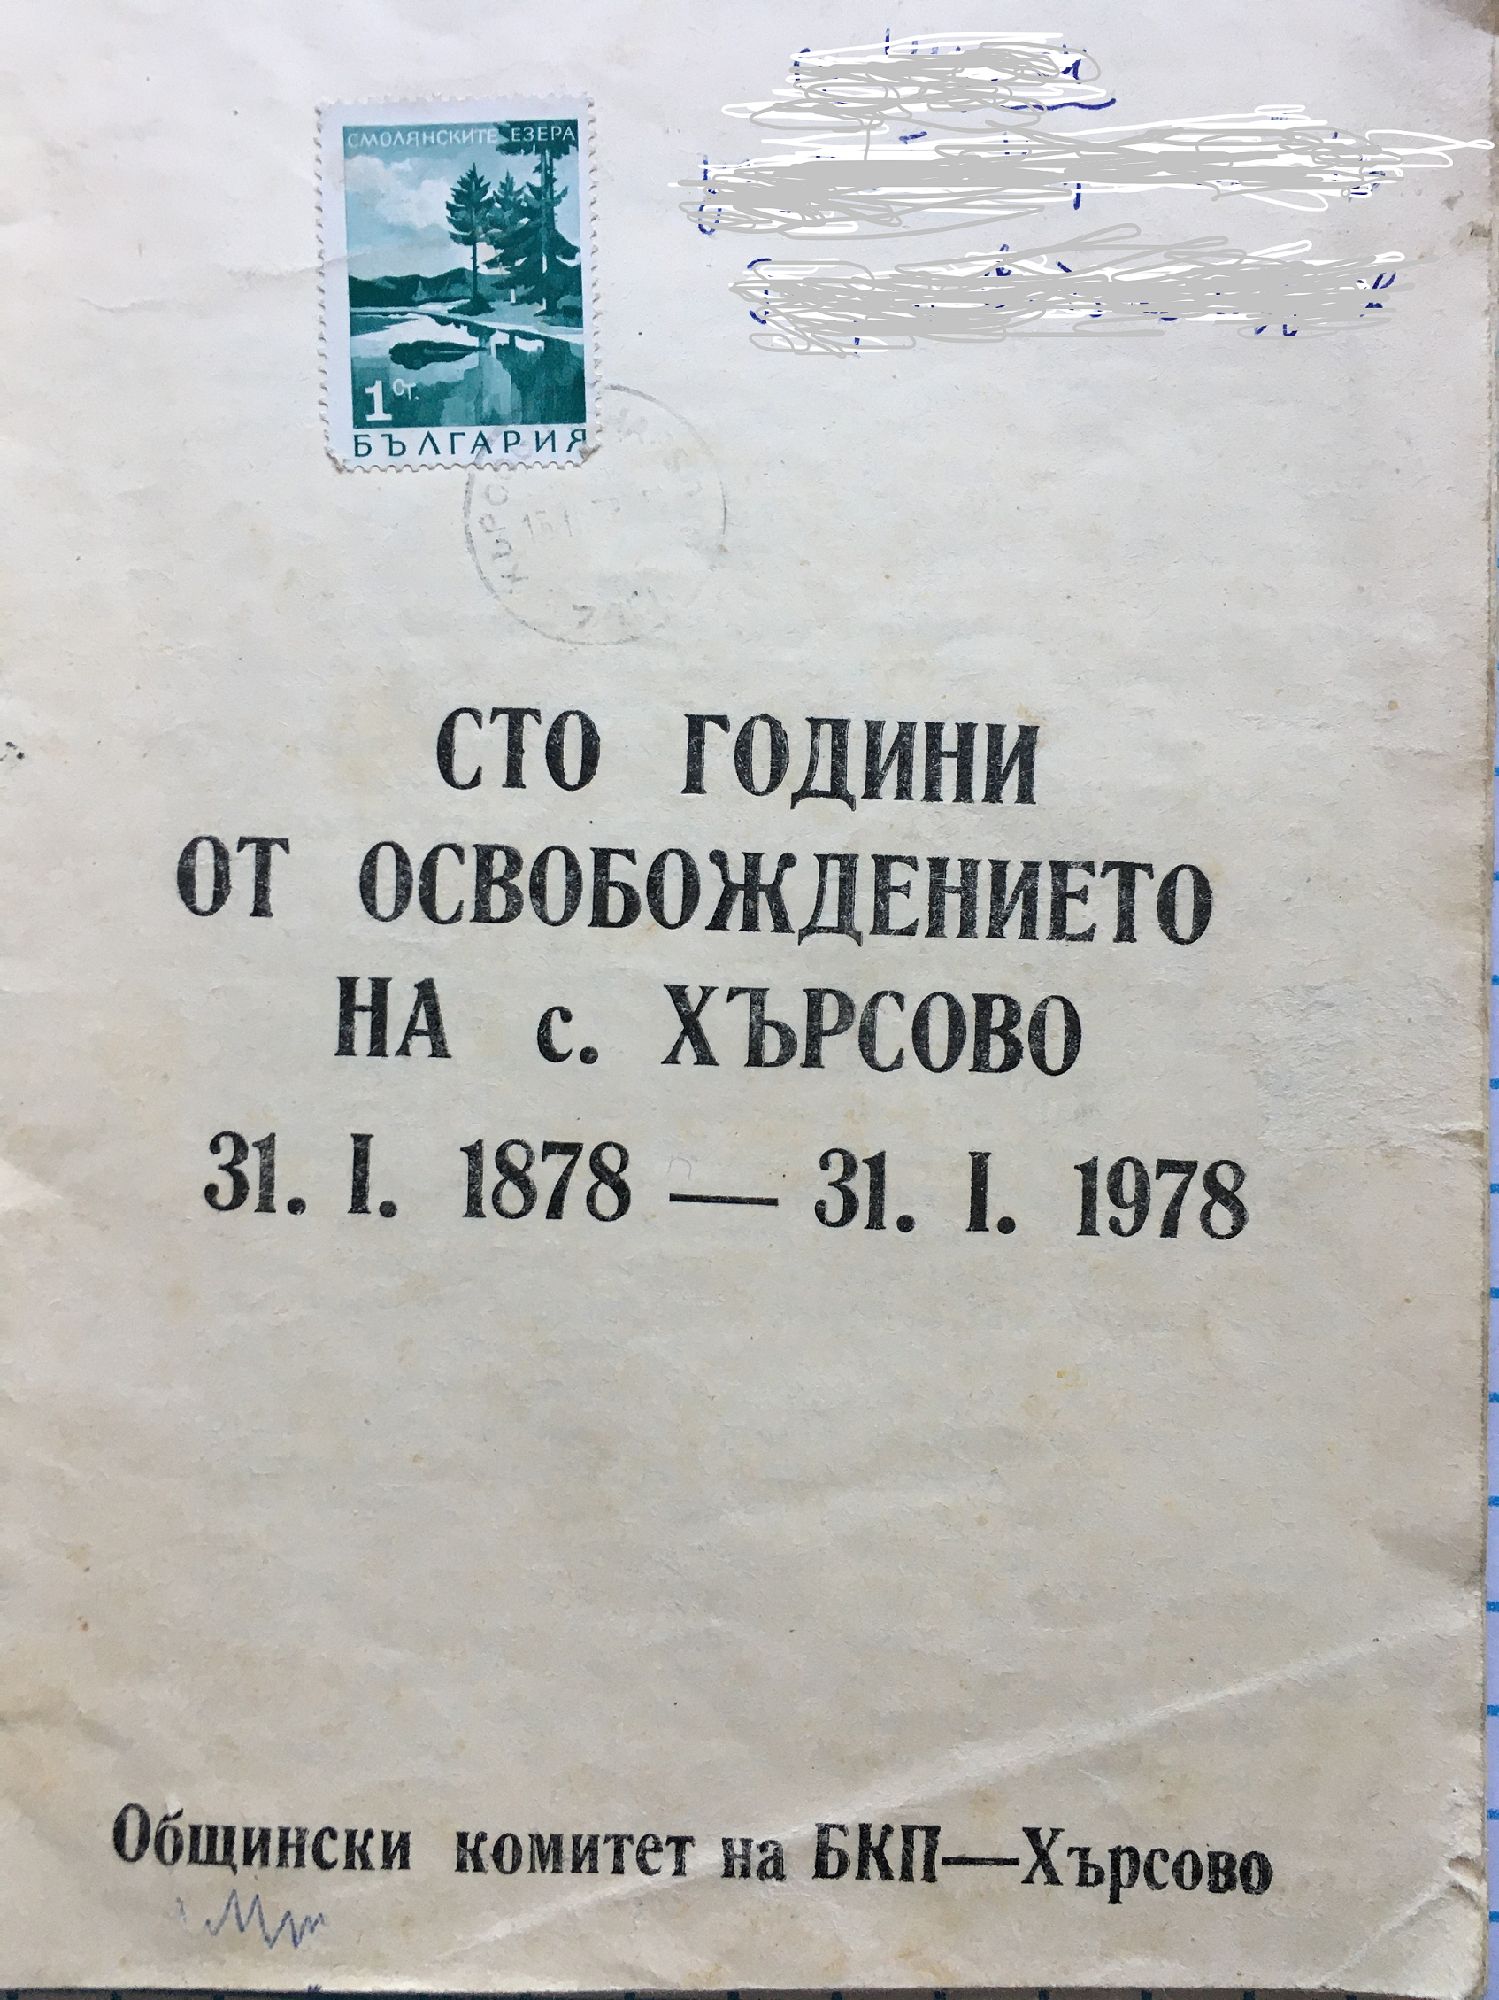 СМОЛЯНСКИТЕ ЕЗЕРА
1 СТ.
БЪЛГАРИЯ
СТО ГОДИНИ
ОТ ОСВОБОЖДЕНИЕТО
НА с. ХЪРСОВО
31. I. 1878 — 31. I. 1978
Общински комитет на БКП—Хърсово